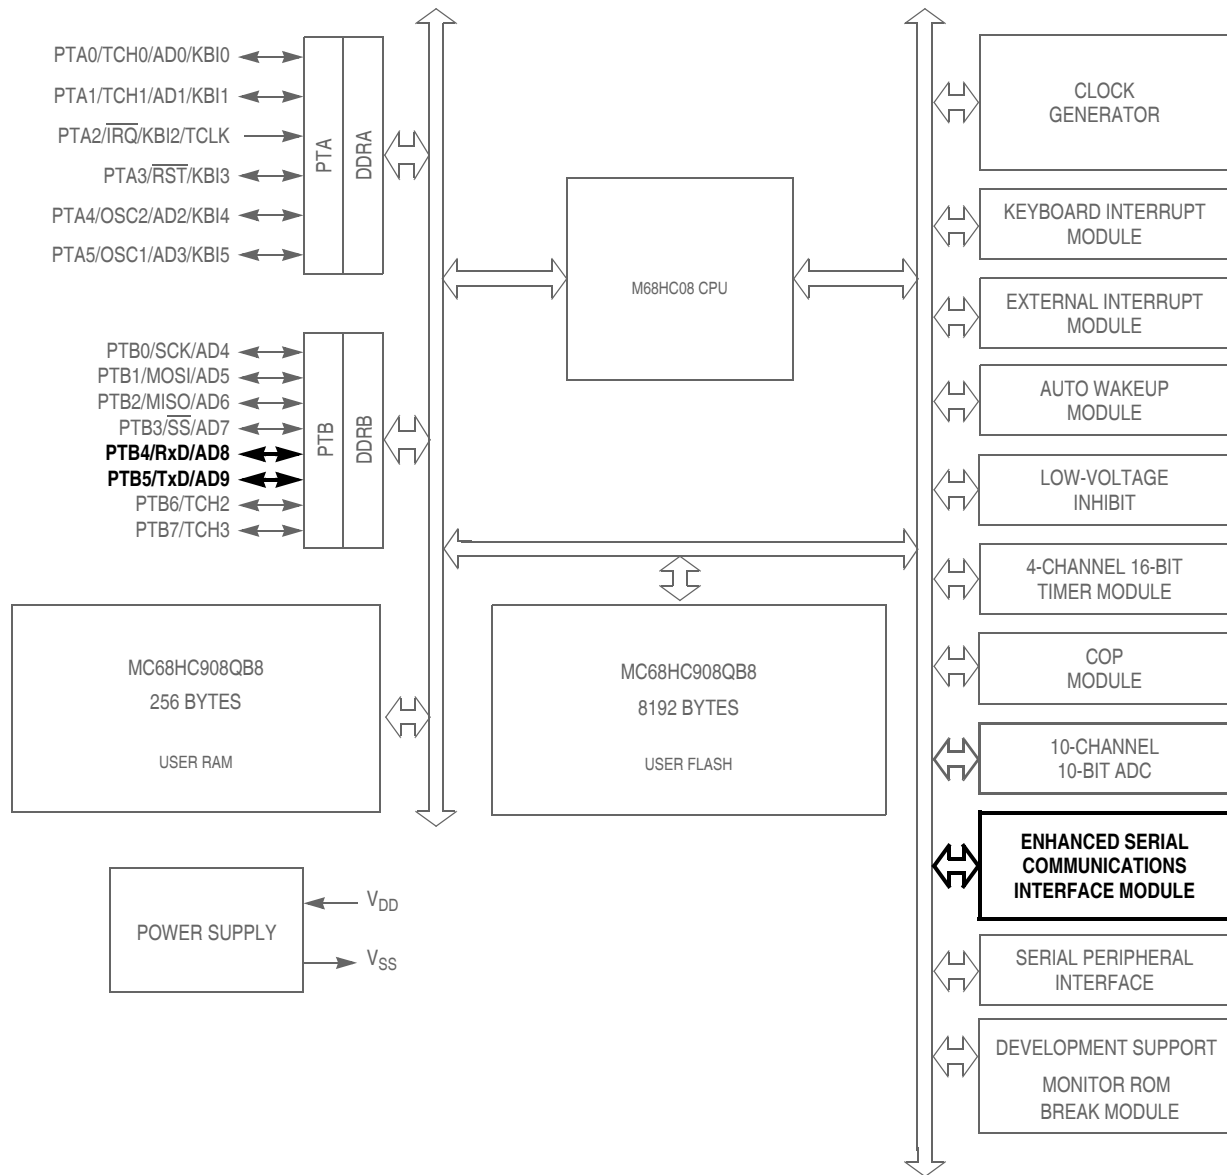 PTA0/TCH0/AD0/KBI0
PTA1/TCH1/AD1/KBI1
PTA2/IRQ/KBI2/TCLK
PTA3/RST/KBI3
PTA4/OSC2/AD2/KBI4
PTA5/OSC1/AD3/KBI5
PTA
DDRA
PTB0/SCK/AD4
PTB1/MOSI/AD5
PTB2/MISO/AD6
PTB3/SS/AD7
PTB4/RxD/AD8
PTB5/TxD/AD9
PTB6/TCH2
PTB7/TCH3
PTB
DDRB
M68HC08 CPU
MC68HC908QB8
256 BYTES
USER RAM
MC68HC908QB8
8192 BYTES
USER FLASH
POWER SUPPLY
VDD
VSS
CLOCK
GENERATOR
KEYBOARD INTERRUPT
MODULE
EXTERNAL INTERRUPT
MODULE
AUTO WAKEUP
MODULE
LOW-VOLTAGE
INHIBIT
4-CHANNEL 16-BIT
TIMER MODULE
COP
MODULE
10-CHANNEL
10-BIT ADC
ENHANCED SERIAL
COMMUNICATIONS
INTERFACE MODULE
SERIAL PERIPHERAL
INTERFACE
DEVELOPMENT SUPPORT
MONITOR ROM
BREAK MODULE